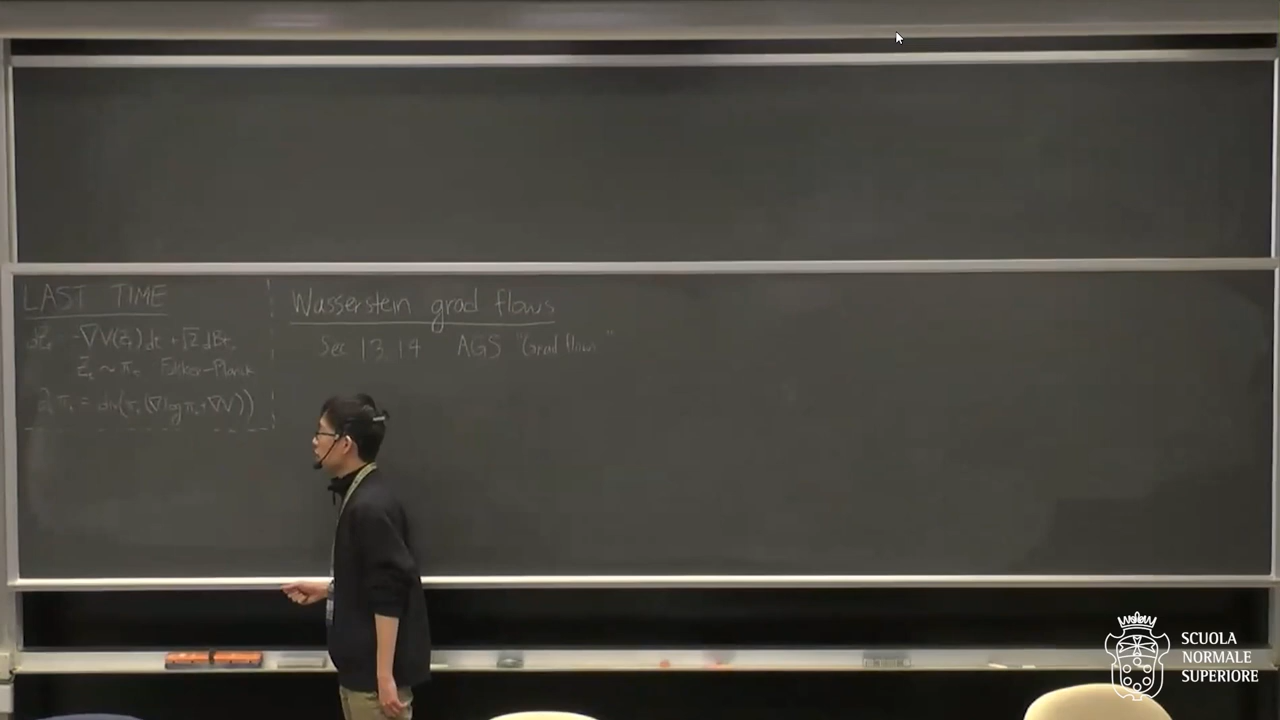 LAST TIME
dZₜ = -∇V(Zₜ)dt + √2 dBₜ,
Zₜ ~ πₜ Fokker-Planck
∂ₜπₜ = div(πₜ(∇log πₜ + ∇V))
Wasserstein grad flows
Sec 13, 14 AGS "Grad flows"
SCUOLA
NORMALE
SUPERIORE